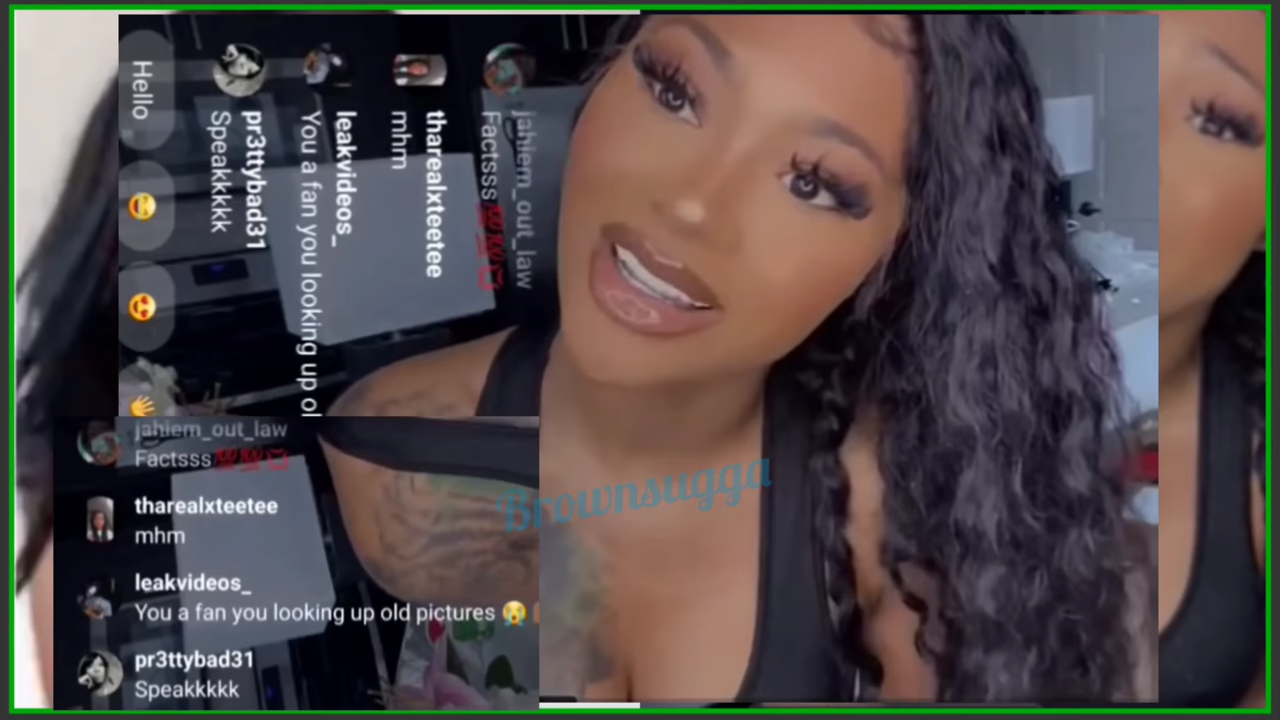 Hello
pr3ttybad31
Speakkkkk
leakvideos_
You a fan you looking up ol
tharealxteetee
mhm
jahiem_out_law
Factsss💯💯
Brownsugga
jahiem_out_law
Factsss💯💯
tharealxteetee
mhm
leakvideos_
You a fan you looking up old pictures 😭
pr3ttybad31
Speakkkkk